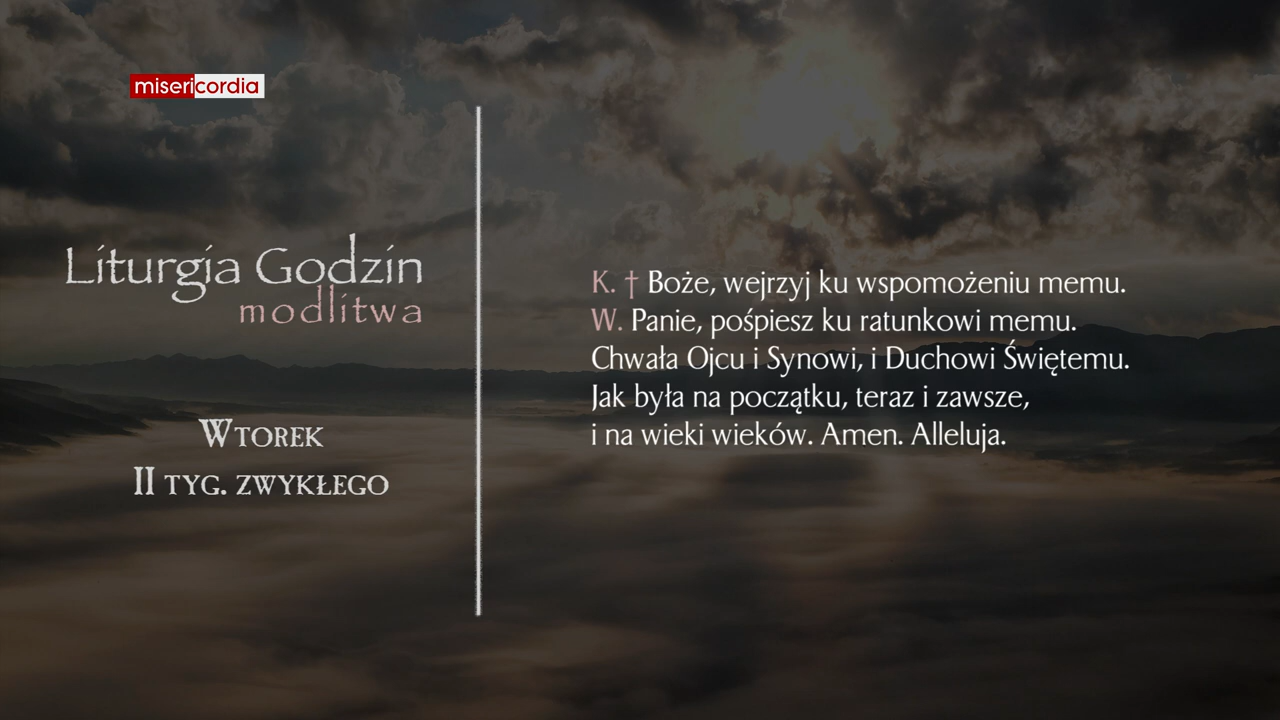 misericordia
Liturgia Godzin
modlitwa
Wtorek
II tyg. zwykłego
K. † Boże, wejrzyj ku wspomożeniu memu.
W. Panie, pośpiesz ku ratunkowi memu.
Chwała Ojcu i Synowi, i Duchowi Świętemu.
Jak była na początku, teraz i zawsze,
i na wieki wieków. Amen. Alleluja.